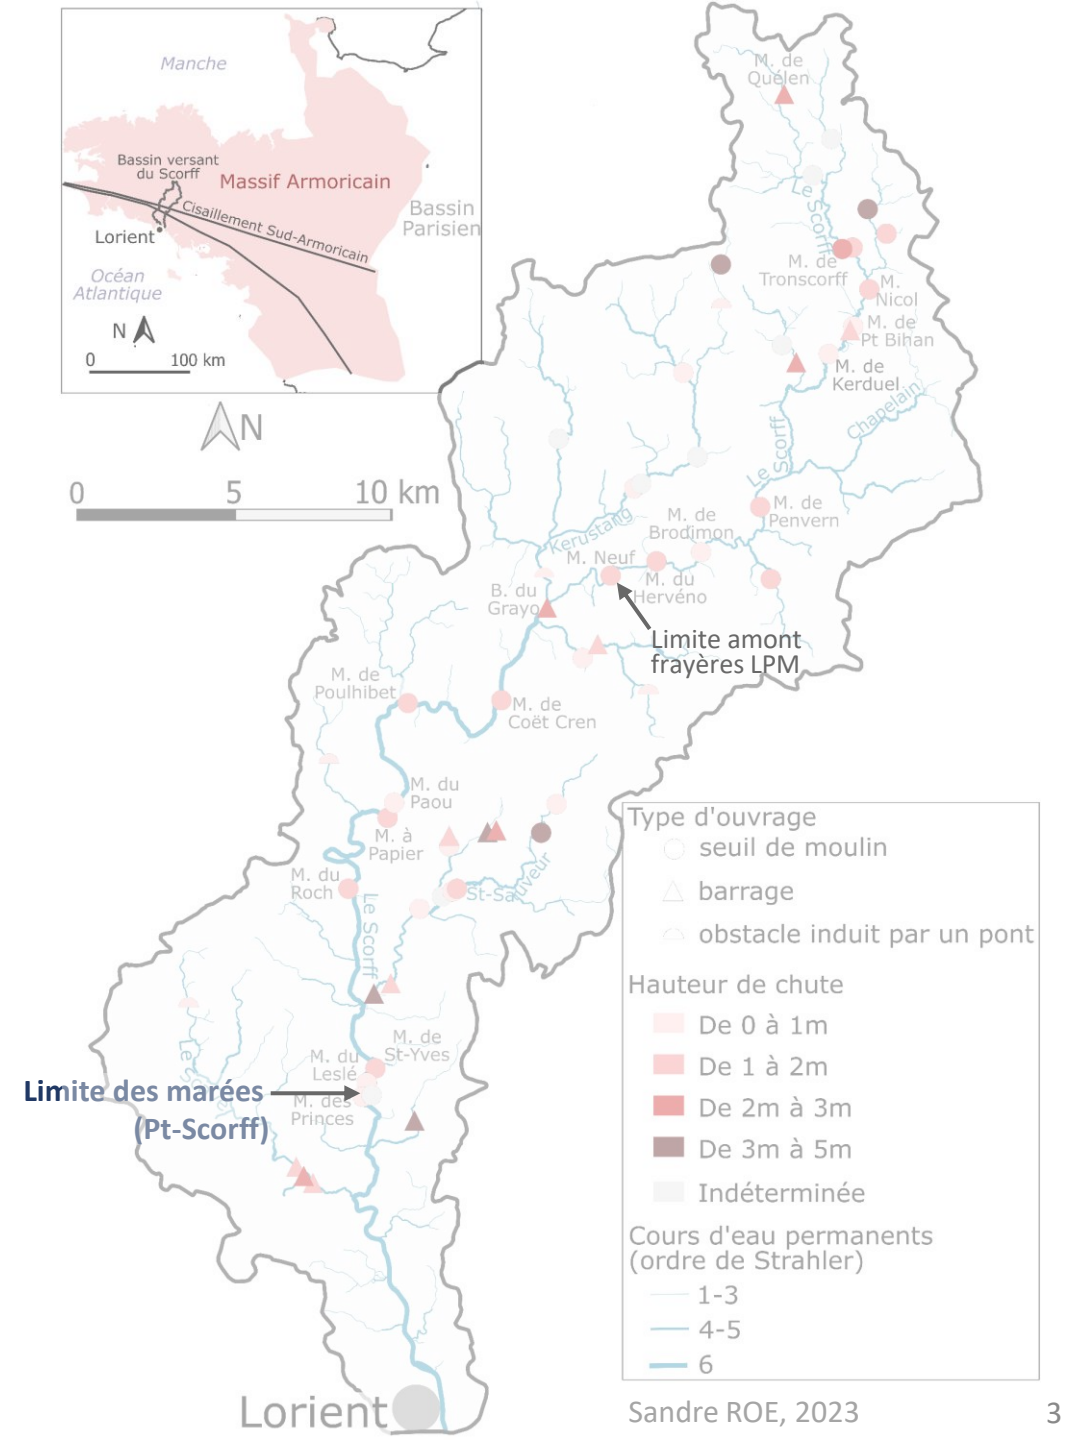 Manche
Bassin versant
du Scorff
Massif Armoricain
Bassin
Parisien
Cisaillement Sud-Armoricain
Lorient
Océan
Atlantique
N
0 100 km
N
0 5 10 km
M. de
Quélen
Le Scorff
M. de
Tronscorff
M.
Nicol
M. de
Pt Bihan
M. de
Kerduel
Chapelain
Le Scorff
M. de
Penvern
M. de
Brodimon
Kerustang
M. Neuf
M. du
Hervéno
B. du
Grayo
Limite amont
frayères LPM
M. de
Poulhibet
M. de
Coët Cren
M. du
Paou
M. à
Papier
M. du
Roch
St-Sauveur
Le Scorff
M. de
St-Yves
M. du
Leslé
Le
Limite des marées
(Pt-Scorff)
M. des
Princes
Lorient
Type d'ouvrage
seuil de moulin
barrage
obstacle induit par un pont
Hauteur de chute
De 0 à 1m
De 1 à 2m
De 2m à 3m
De 3m à 5m
Indéterminée
Cours d'eau permanents
(ordre de Strahler)
1-3
4-5
6
Sandre ROE, 2023
3